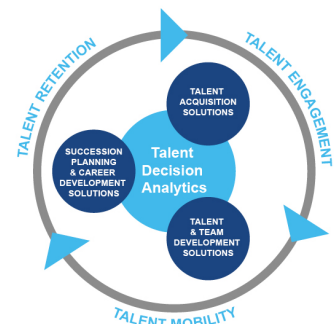 TALENT RETENTION
TALENT ENGAGEMENT
TALENT
ACQUISITION
SOLUTIONS
SUCCESSION
PLANNING
& CAREER
DEVELOPMENT
SOLUTIONS
Talent
Decision
Analytics
TALENT
& TEAM
DEVELOPMENT
SOLUTIONS
TALENT MOBILITY